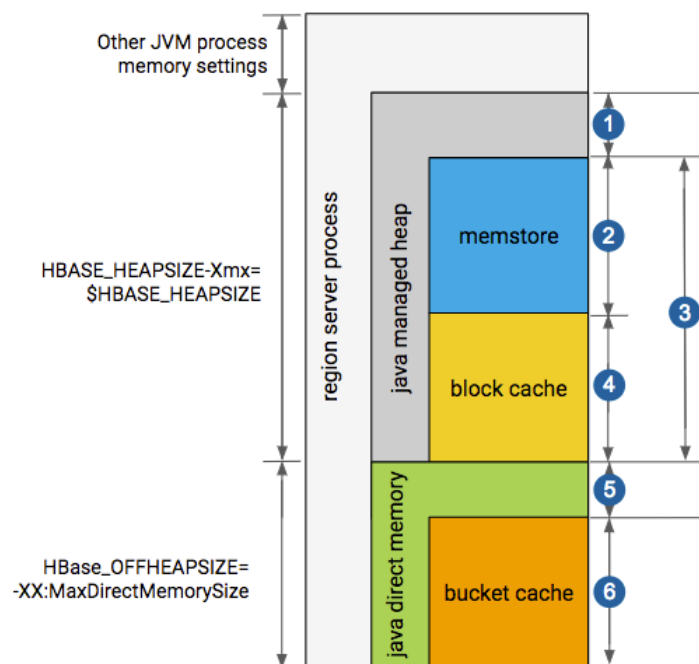 Other JVM process
memory settings
1
memstore
2
HBASE_HEAPSIZE-Xmx=
$HBASE_HEAPSIZE
region server process
java managed heap
3
block cache
4
5
HBase_OFFHEAPSIZE=
-XX:MaxDirectMemorySize
java direct memory
bucket cache
6